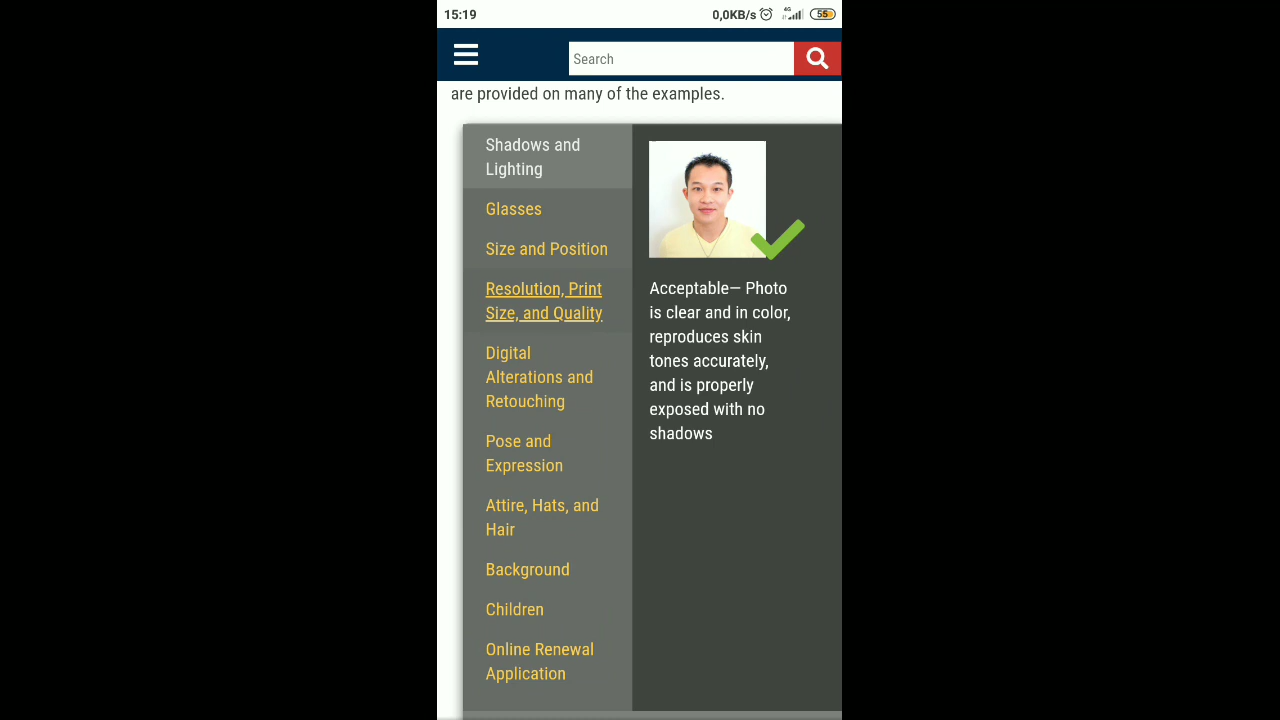 15:19
0,0KB/s
4G
55
Search
are provided on many of the examples.
Shadows and
Lighting
Glasses
Size and Position
Resolution, Print
Size, and Quality
Digital
Alterations and
Retouching
Pose and
Expression
Attire, Hats, and
Hair
Background
Children
Online Renewal
Application
Acceptable— Photo
is clear and in color,
reproduces skin
tones accurately,
and is properly
exposed with no
shadows